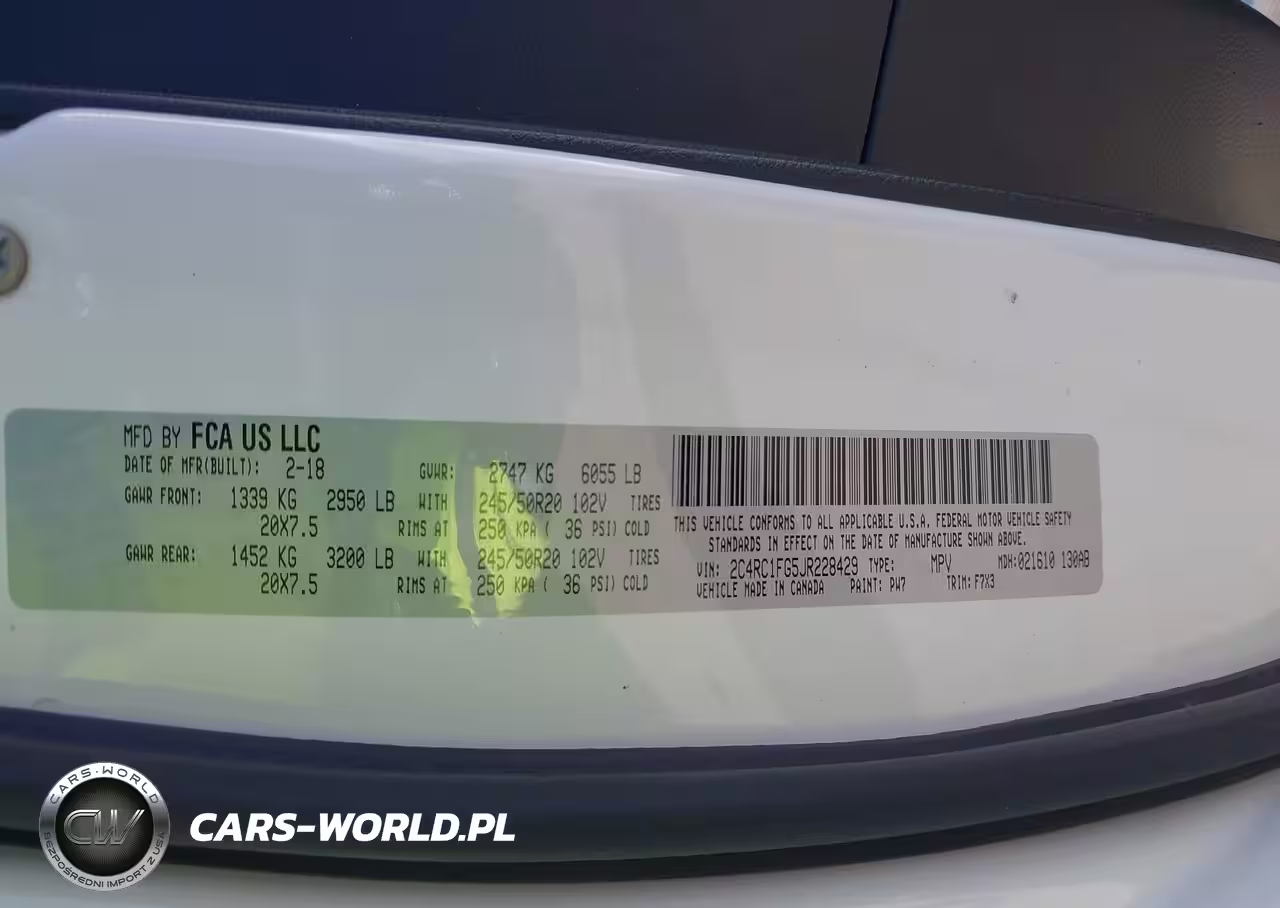 MFD BY FCA US LLC
DATE OF MFR(BUILT): 2-18 GVWR: 2747 KG 6055 LB
GAWR FRONT: 1339 KG 2950 LB WITH 245/50R20 102V TIRES
20X7.5 RIMS AT 250 KPA ( 36 PSI) COLD
GAWR REAR: 1452 KG 3200 LB WITH 245/50R20 102V TIRES
20X7.5 RIMS AT 250 KPA ( 36 PSI) COLD
THIS VEHICLE CONFORMS TO ALL APPLICABLE U.S.A. FEDERAL MOTOR VEHICLE SAFETY
STANDARDS IN EFFECT ON THE DATE OF MANUFACTURE SHOWN ABOVE.
VIN: 2C4RC1FG5JR228429 TYPE: MPV MDH:021610 130AB
VEHICLE MADE IN CANADA PAINT: PW7 TRIM: F7X3
CARS-WORLD
CW
BEZPOŚREDNI IMPORT Z USA
CARS-WORLD.PL